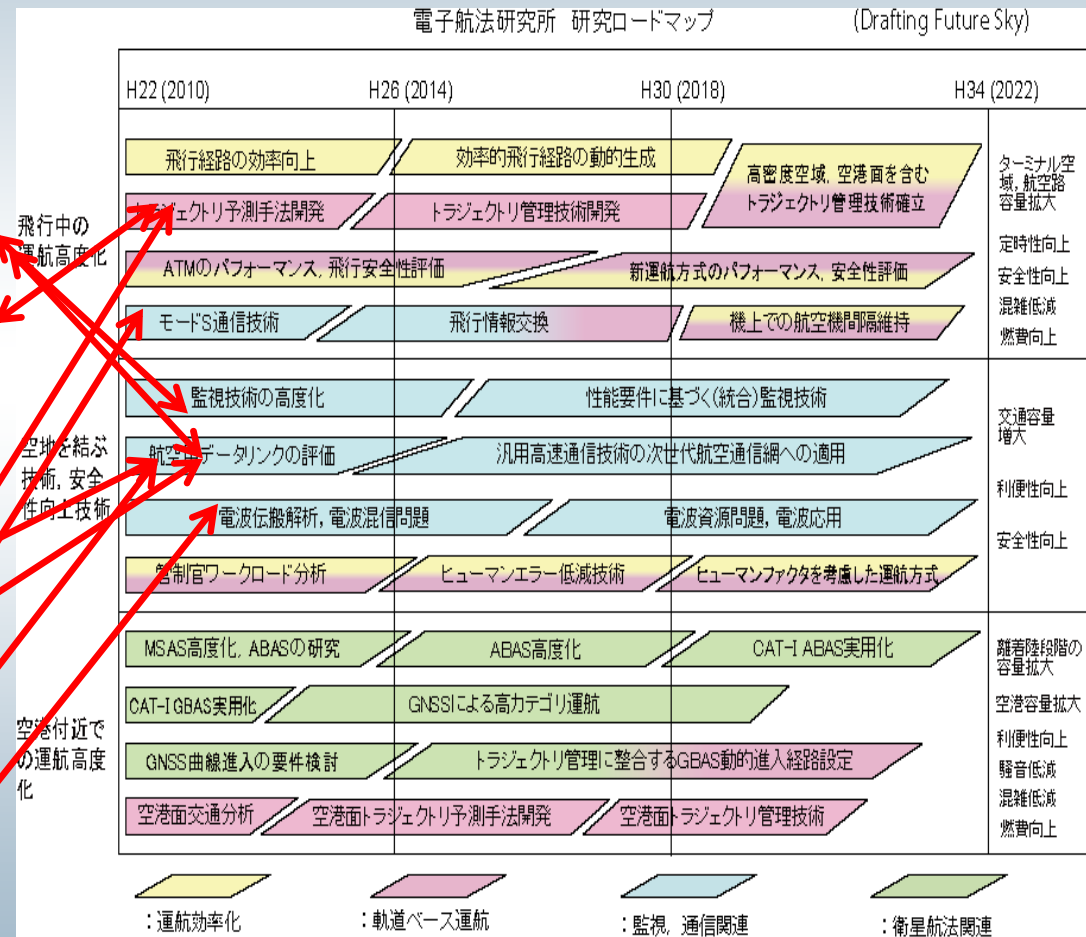 電子航法研究所 研究ロードマップ (Drafting Future Sky)
H22 (2010) H26 (2014) H30 (2018) H34 (2022)
飛行経路の効率向上
効率的飛行経路の動的生成
高密度空域，空港面を含む
トラジェクトリ管理技術確立
トラジェクトリ予測手法開発
トラジェクトリ管理技術開発
飛行中の
運航高度化
ATMのパフォーマンス，飛行安全性評価
新運航方式のパフォーマンス，安全性評価
モードS通信技術
飛行情報交換
機上での航空機間隔維持
ターミナル空
域，航空路
容量拡大
定時性向上
安全性向上
混雑低減
燃費向上
監視技術の高度化
性能要件に基づく(統合)監視技術
空地を結ぶ
技術，安全
性向上技術
航空用データリンクの評価
汎用高速通信技術の次世代航空通信網への適用
電波伝搬解析，電波混信問題
電波資源問題，電波応用
管制官ワークロード分析
ヒューマンエラー低減技術
ヒューマンファクタを考慮した運航方式
交通容量
増大
利便性向上
安全性向上
MSAS高度化，ABASの研究
ABAS高度化
CAT-I ABAS実用化
CAT-I GBAS実用化
GNSSによる高カテゴリ運航
空港付近で
の運航高度
化
GNSS曲線進入の要件検討
トラジェクトリ管理に整合するGBAS動的進入経路設定
空港面交通分析
空港面トラジェクトリ予測手法開発
空港面トラジェクトリ管理技術
離着陸段階の
容量拡大
空港容量拡大
利便性向上
騒音低減
混雑低減
燃費向上
：運航効率化
：軌道ベース運航
：監視，通信関連
：衛星航法関連